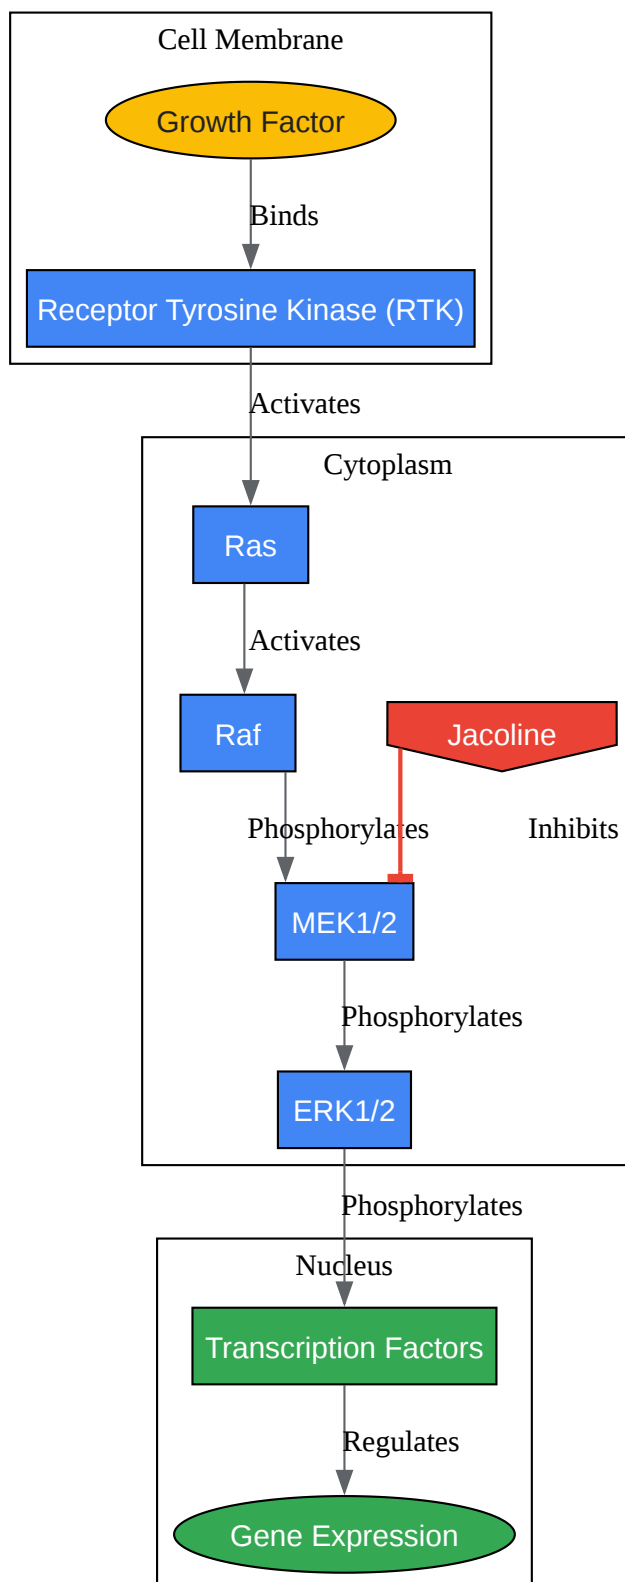 Cell Membrane
Growth Factor
Binds
Receptor Tyrosine Kinase (RTK)
Activates
Cytoplasm
Ras
Activates
Raf
Jacoline
Phosphorylates
Inhibits
MEK1/2
Phosphorylates
ERK1/2
Phosphorylates
Nucleus
Transcription Factors
Regulates
Gene Expression